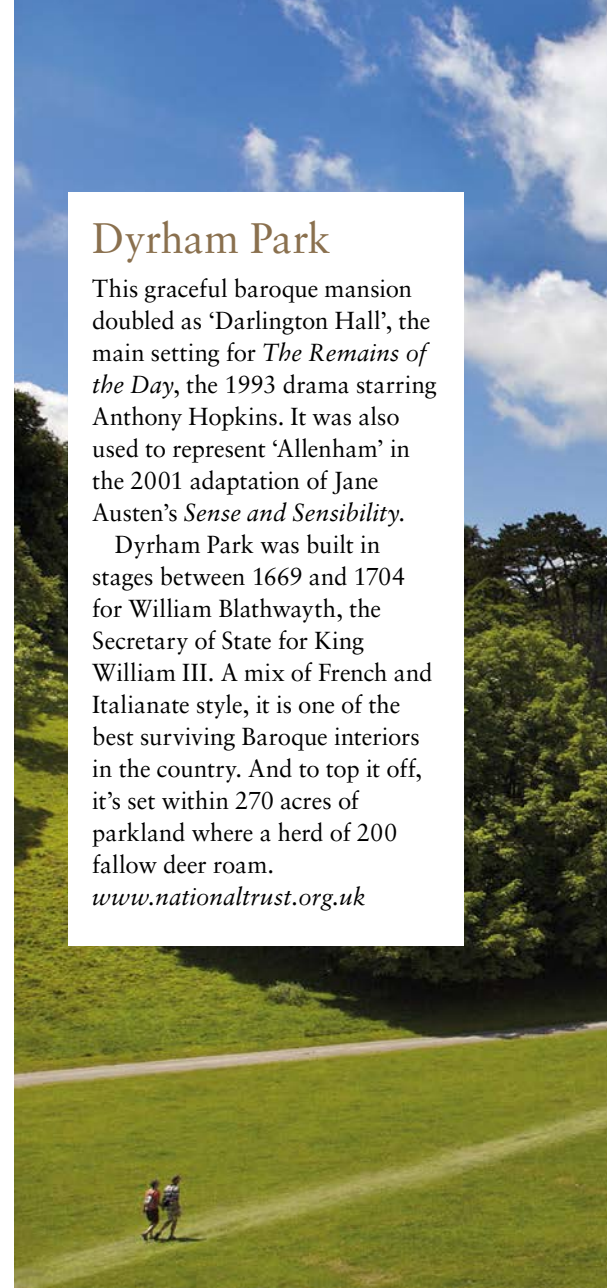 Dyrham Park
This graceful baroque mansion
doubled as ‘Darlington Hall’, the
main setting for The Remains of
the Day, the 1993 drama starring
Anthony Hopkins. It was also
used to represent ‘Allenham’ in
the 2001 adaptation of Jane
Austen’s Sense and Sensibility.
Dyrham Park was built in
stages between 1669 and 1704
for William Blathwayth, the
Secretary of State for King
William III. A mix of French and
Italianate style, it is one of the
best surviving Baroque interiors
in the country. And to top it off,
it’s set within 270 acres of
parkland where a herd of 200
fallow deer roam.
www.nationaltrust.org.uk